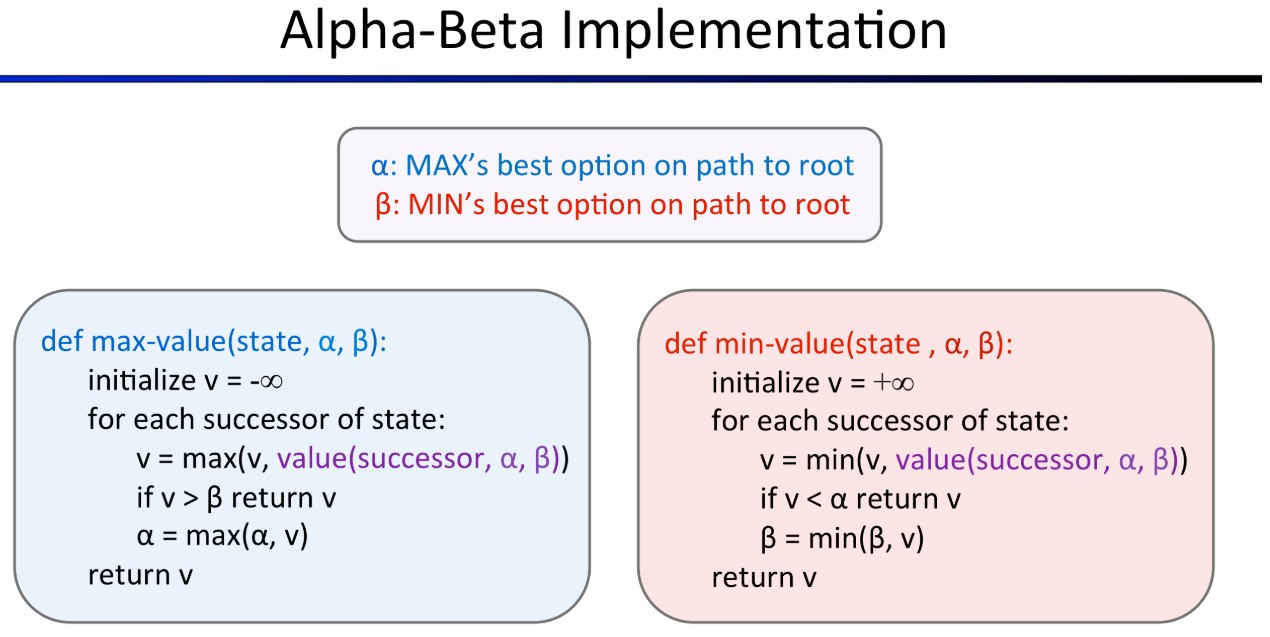 Alpha-Beta Implementation
α: MAX’s best option on path to root
β: MIN’s best option on path to root
def max-value(state, α, β):
initialize v = -∞
for each successor of state:
v = max(v, value(successor, α, β))
if v > β return v
α = max(α, v)
return v
def min-value(state , α, β):
initialize v = +∞
for each successor of state:
v = min(v, value(successor, α, β))
if v < α return v
β = min(β, v)
return v